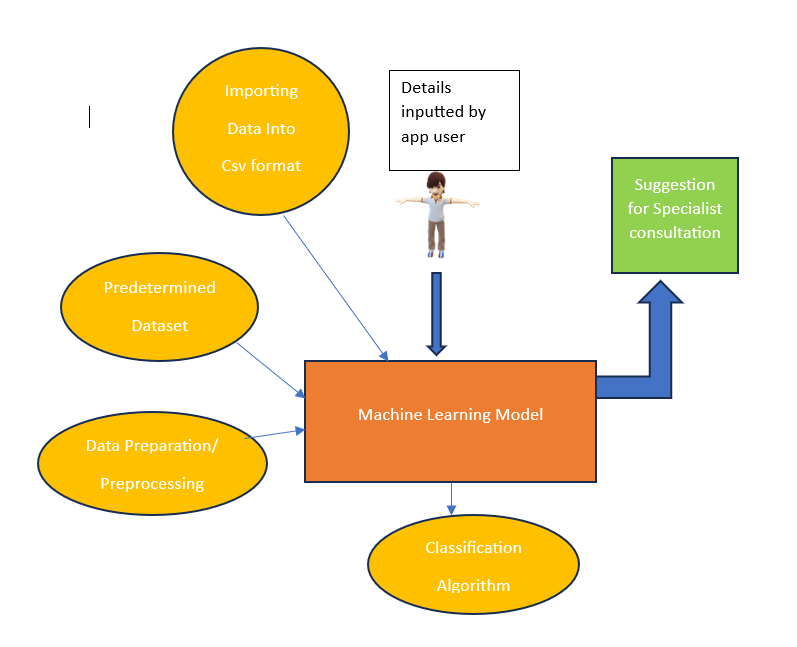 Importing
Data Into
Csv format
Details
inputted by
app user
Suggestion
for Specialist
consultation
Predetermined
Dataset
Machine Learning Model
Data Preparation/
Preprocessing
Classification
Algorithm